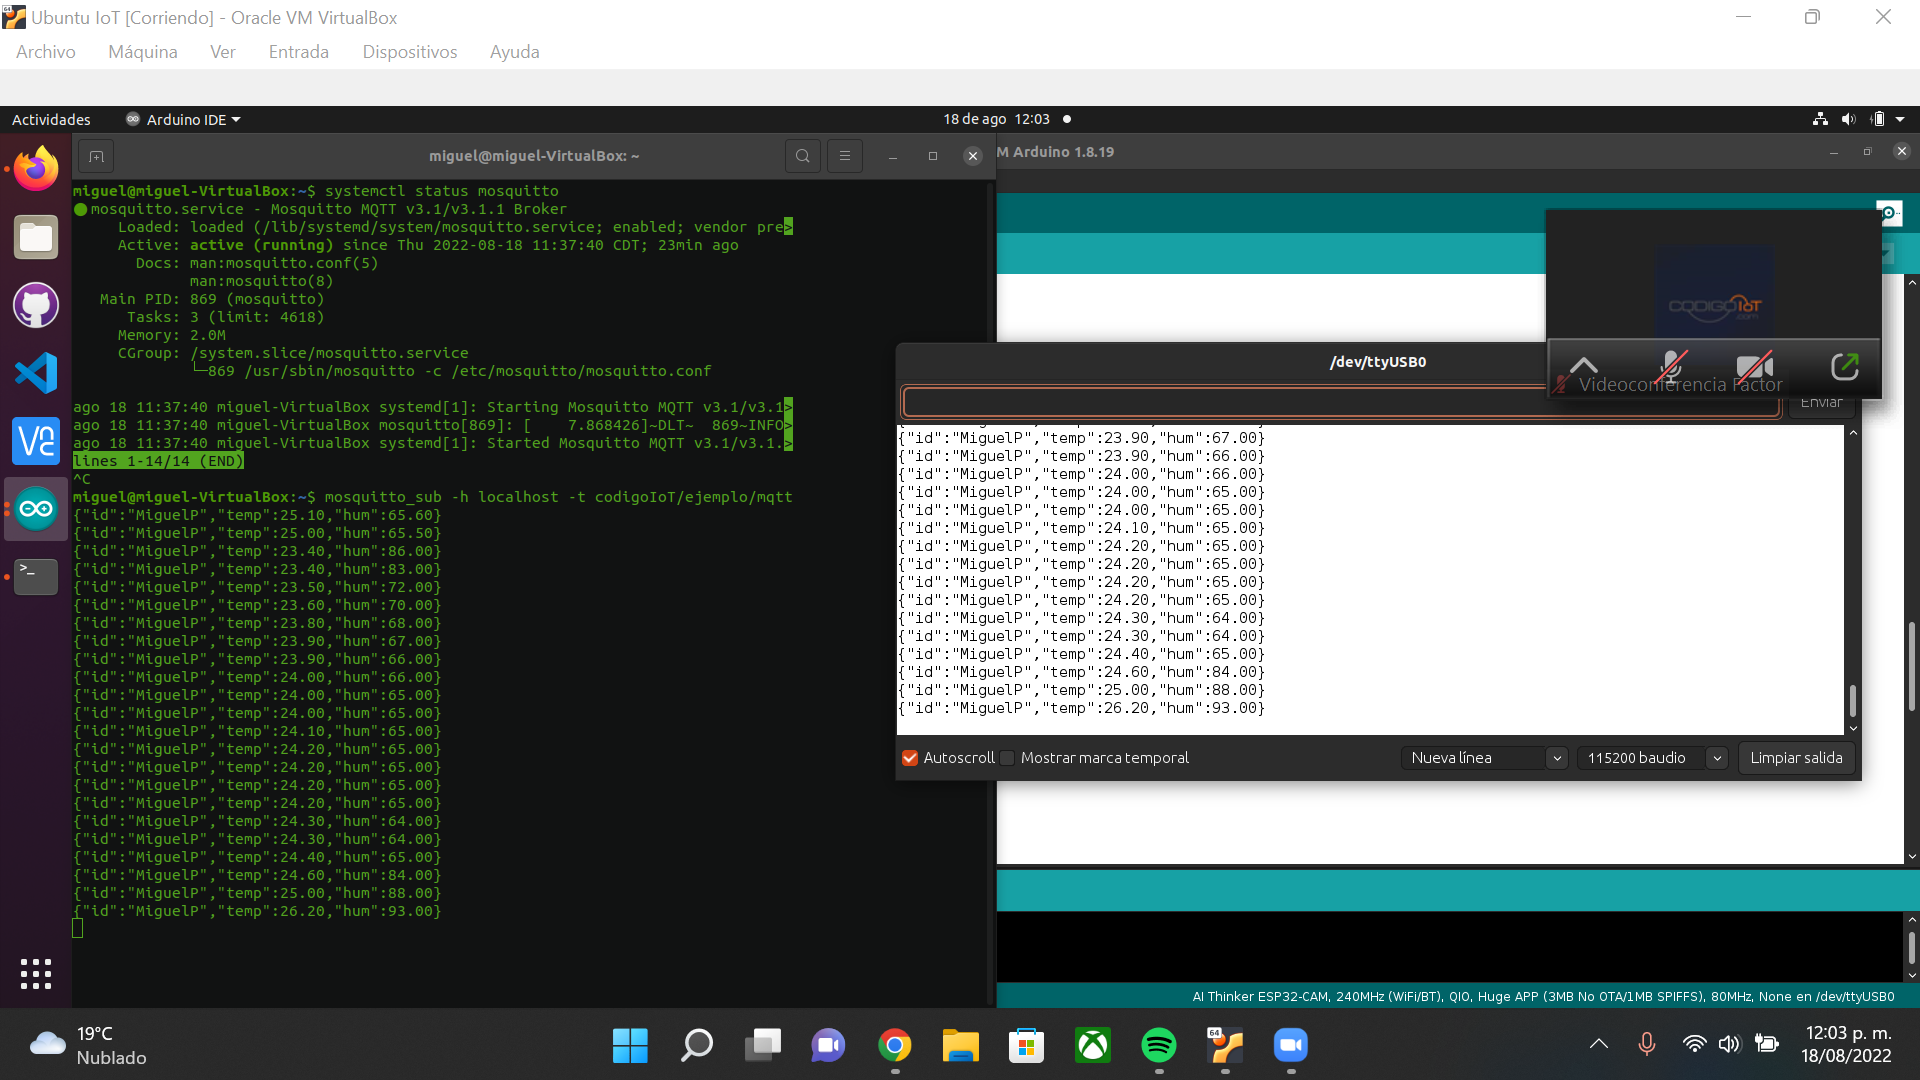 Ubuntu IoT [Corriendo] - Oracle VM VirtualBox
Archivo Máquina Ver Entrada Dispositivos Ayuda
Actividades Arduino IDE 18 de ago 12:03
miguel@miguel-VirtualBox: ~
miguel@miguel-VirtualBox:~$ systemctl status mosquitto
mosquitto.service - Mosquitto MQTT v3.1/v3.1.1 Broker
Loaded: loaded (/lib/systemd/system/mosquitto.service; enabled; vendor pre>
Active: active (running) since Thu 2022-08-18 11:37:40 CDT; 23min ago
Docs: man:mosquitto.conf(5)
man:mosquitto(8)
Main PID: 869 (mosquitto)
Tasks: 3 (limit: 4618)
Memory: 2.0M
CGroup: /system.slice/mosquitto.service
└─869 /usr/sbin/mosquitto -c /etc/mosquitto/mosquitto.conf
ago 18 11:37:40 miguel-VirtualBox systemd[1]: Starting Mosquitto MQTT v3.1/v3.1>
ago 18 11:37:40 miguel-VirtualBox mosquitto[869]: [    7.868426]~DLT~  869~INFO>
ago 18 11:37:40 miguel-VirtualBox systemd[1]: Started Mosquitto MQTT v3.1/v3.1.>
lines 1-14/14 (END)
^C
miguel@miguel-VirtualBox:~$ mosquitto_sub -h localhost -t codigoIoT/ejemplo/mqtt
{"id":"MiguelP","temp":25.10,"hum":65.60}
{"id":"MiguelP","temp":25.00,"hum":65.50}
{"id":"MiguelP","temp":23.40,"hum":86.00}
{"id":"MiguelP","temp":23.40,"hum":83.00}
{"id":"MiguelP","temp":23.50,"hum":72.00}
{"id":"MiguelP","temp":23.60,"hum":70.00}
{"id":"MiguelP","temp":23.80,"hum":68.00}
{"id":"MiguelP","temp":23.90,"hum":67.00}
{"id":"MiguelP","temp":23.90,"hum":66.00}
{"id":"MiguelP","temp":24.00,"hum":66.00}
{"id":"MiguelP","temp":24.00,"hum":65.00}
{"id":"MiguelP","temp":24.00,"hum":65.00}
{"id":"MiguelP","temp":24.10,"hum":65.00}
{"id":"MiguelP","temp":24.20,"hum":65.00}
{"id":"MiguelP","temp":24.20,"hum":65.00}
{"id":"MiguelP","temp":24.20,"hum":65.00}
{"id":"MiguelP","temp":24.20,"hum":65.00}
{"id":"MiguelP","temp":24.30,"hum":64.00}
{"id":"MiguelP","temp":24.30,"hum":64.00}
{"id":"MiguelP","temp":24.40,"hum":65.00}
{"id":"MiguelP","temp":24.60,"hum":84.00}
{"id":"MiguelP","temp":25.00,"hum":88.00}
{"id":"MiguelP","temp":26.20,"hum":93.00}
M Arduino 1.8.19
CODIGO IoT
.com
Videoconferencia Factor
/dev/ttyUSB0
Enviar
{"id":"MiguelP","temp":23.90,"hum":67.00}
{"id":"MiguelP","temp":23.90,"hum":66.00}
{"id":"MiguelP","temp":24.00,"hum":66.00}
{"id":"MiguelP","temp":24.00,"hum":65.00}
{"id":"MiguelP","temp":24.00,"hum":65.00}
{"id":"MiguelP","temp":24.10,"hum":65.00}
{"id":"MiguelP","temp":24.20,"hum":65.00}
{"id":"MiguelP","temp":24.20,"hum":65.00}
{"id":"MiguelP","temp":24.20,"hum":65.00}
{"id":"MiguelP","temp":24.20,"hum":65.00}
{"id":"MiguelP","temp":24.30,"hum":64.00}
{"id":"MiguelP","temp":24.30,"hum":64.00}
{"id":"MiguelP","temp":24.40,"hum":65.00}
{"id":"MiguelP","temp":24.60,"hum":84.00}
{"id":"MiguelP","temp":25.00,"hum":88.00}
{"id":"MiguelP","temp":26.20,"hum":93.00}
Autoscroll Mostrar marca temporal Nueva línea 115200 baudio Limpiar salida
AI Thinker ESP32-CAM, 240MHz (WiFi/BT), QIO, Huge APP (3MB No OTA/1MB SPIFFS), 80MHz, None en /dev/ttyUSB0
19°C
Nublado
64
12:03 p. m.
18/08/2022